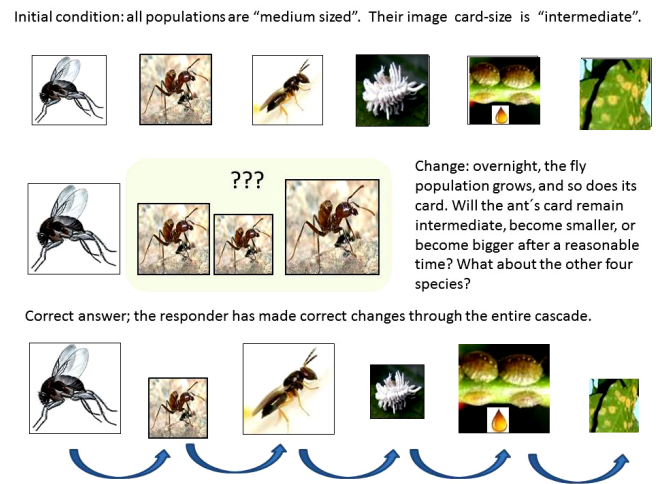 Initial condition: all populations are “medium sized”. Their image card-size is “intermediate”.
???
Change: overnight, the fly
population grows, and so does its
card. Will the ant´s card remain
intermediate, become smaller, or
become bigger after a reasonable
time? What about the other four
species?
Correct answer; the responder has made correct changes through the entire cascade.